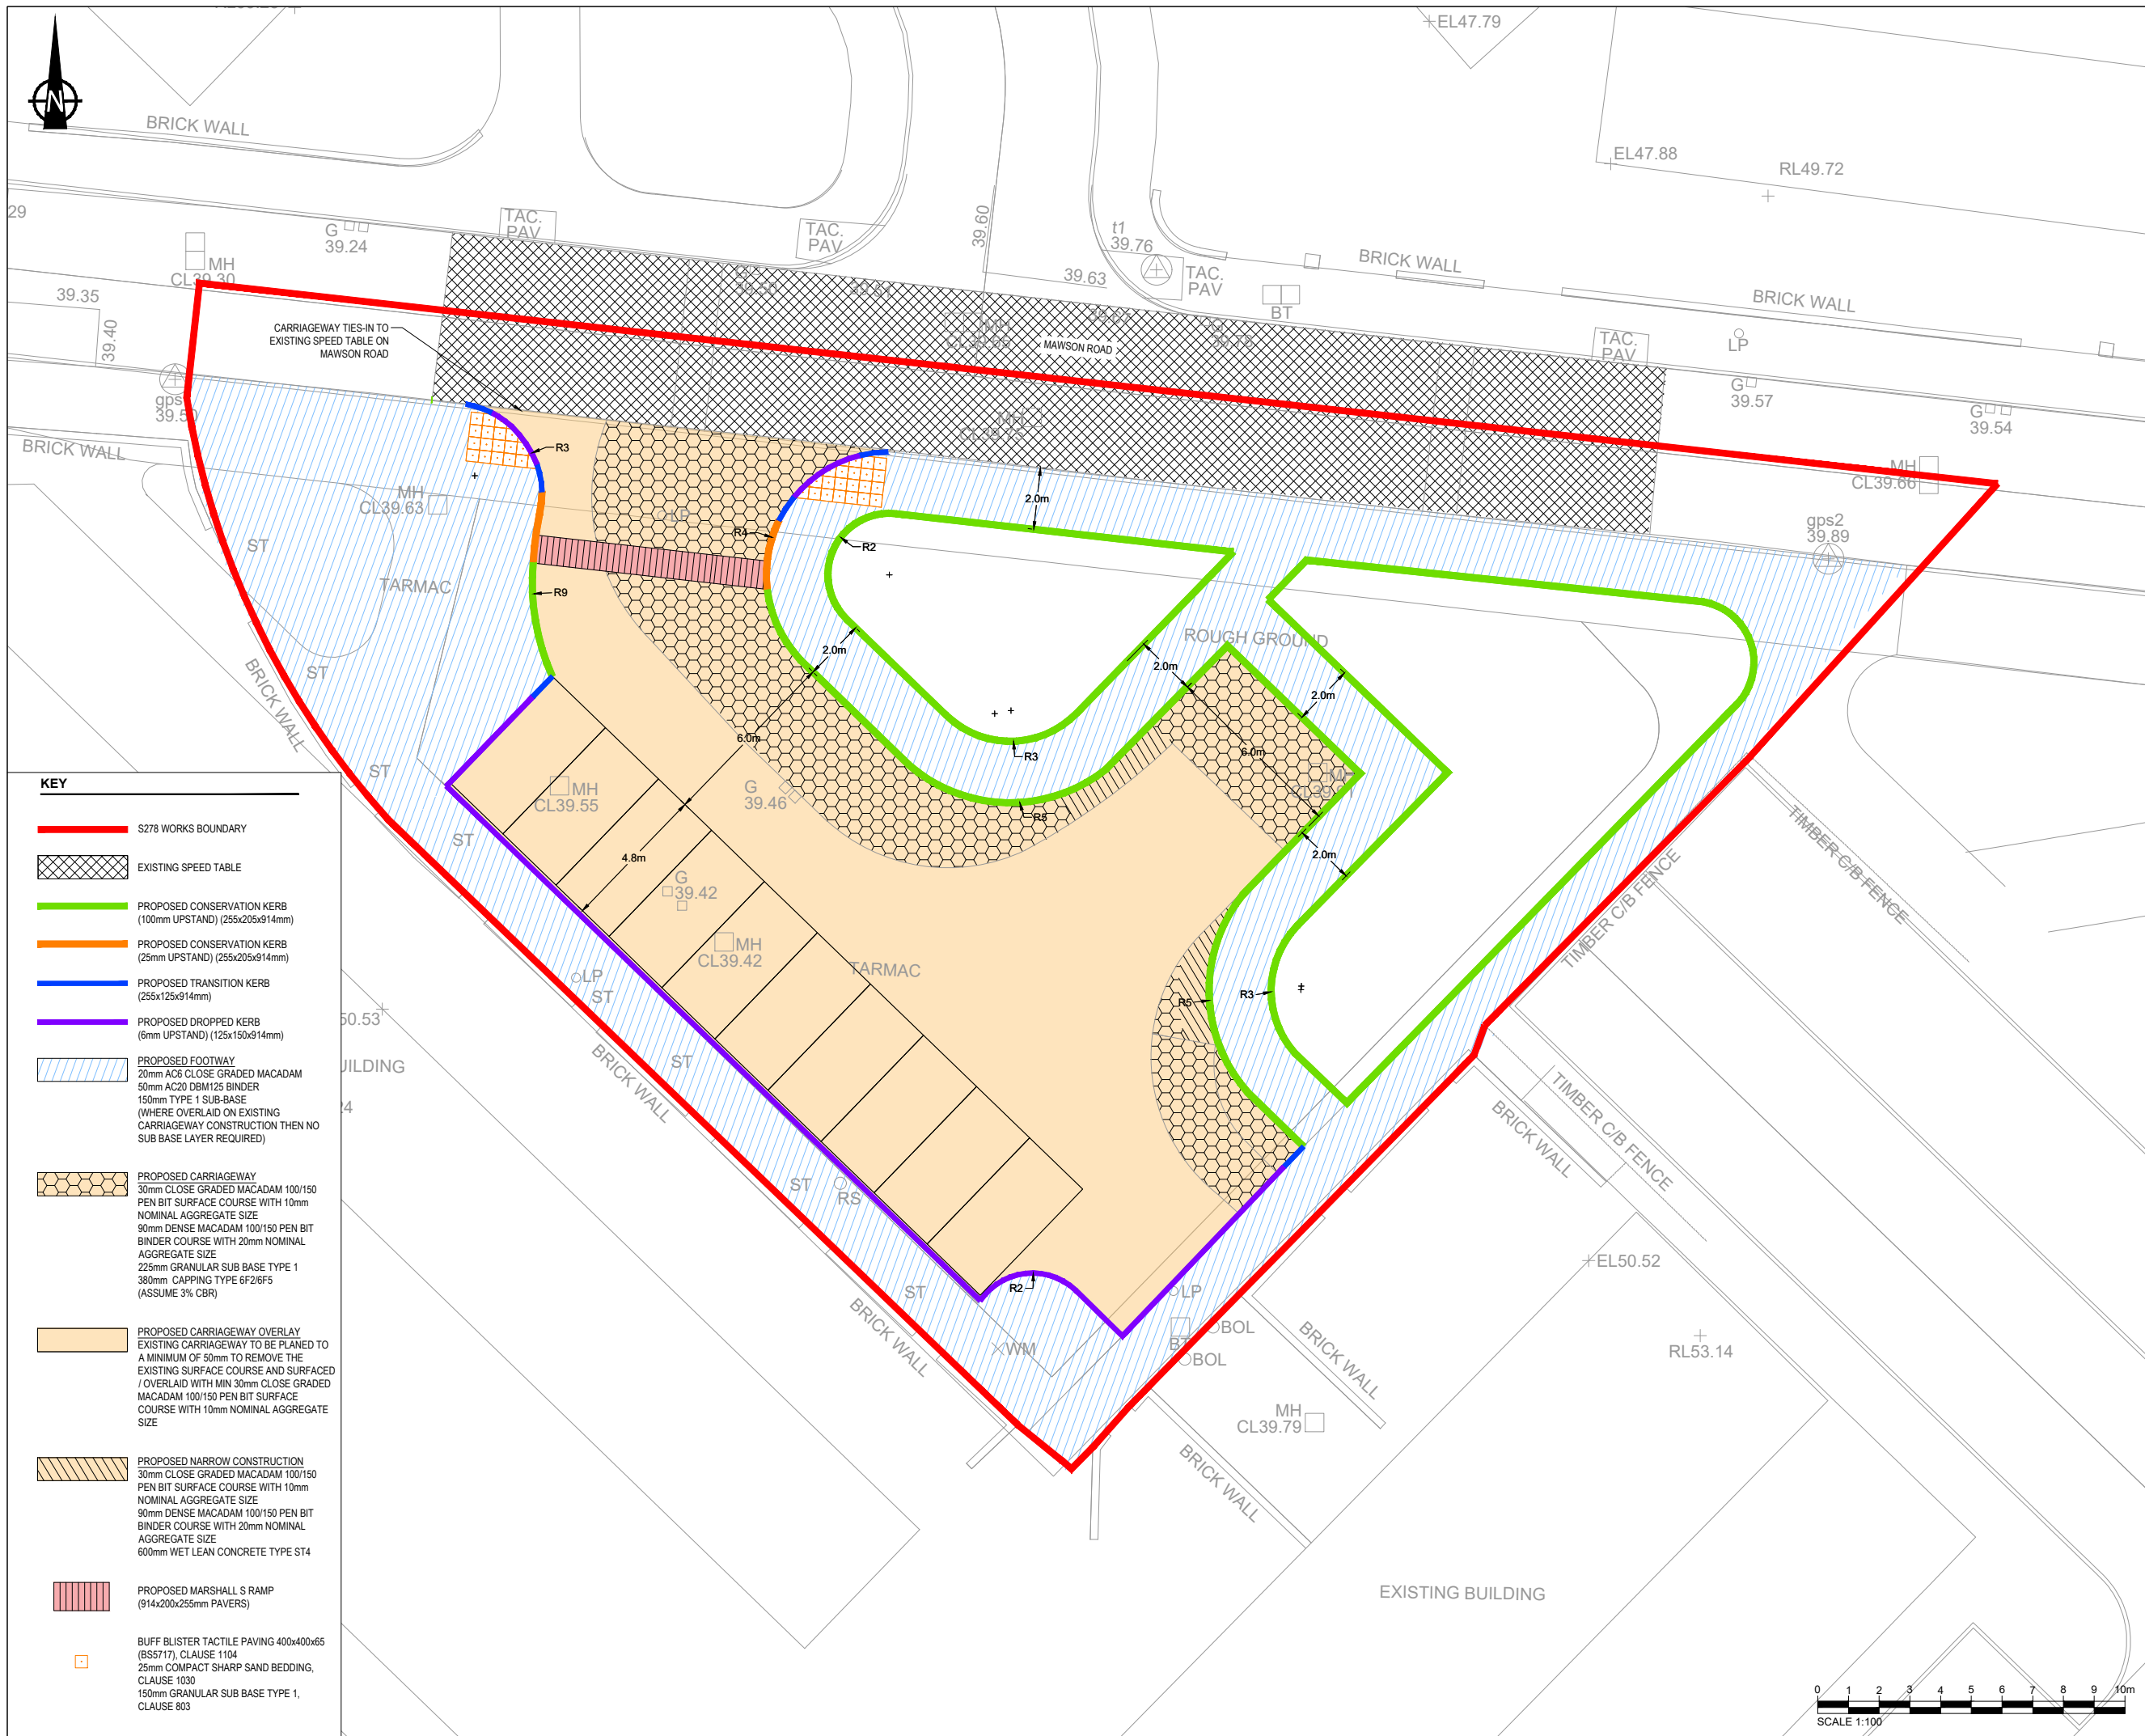 EL47.79
N
BRICK WALL
EL47.88
RL49.72
29
TAC.
PAV
TAC.
PAV
G
39.24
39.60
t1
39.76
BRICK WALL
MH
CL39.30
39.63
TAC.
PAV
BRICK WALL
39.35
39.40
BT
CARRIAGEWAY TIES-IN TO
EXISTING SPEED TABLE ON
MAWSON ROAD
MAWSON ROAD
TAC.
PAV
LP
G
39.57
G
39.54
gps
BRICK WALL
R3
MH
CL39.75
MH
CL39.66
MH
CL39.63
2.0m
gps2
39.89
ST
LP
R4
R2
TARMAC
R9
ROUGH GROUND
2.0m
2.0m
2.0m
BRICK WALL
ST
6.0m
6.0m
R3
ST
MH
CL39.55
G
39.46
MH
R5
TIMBER C/B FENCE
ST
4.8m
2.0m
G
39.42
MH
CL39.42
TIMBER C/B FENCE
TARMAC
LP
ST
R5
R3
50.53
ST
BRICK WALL
UILDING
24
TIMBER C/B FENCE
BRICK WALL
ST
RS
EL50.52
ST
R2
LP
BRICK WALL
WM
BT
BOL
BOL
BRICK WALL
RL53.14
MH
CL39.79
BRICK WALL
EXISTING BUILDING
KEY
S278 WORKS BOUNDARY
EXISTING SPEED TABLE
PROPOSED CONSERVATION KERB
(100mm UPSTAND) (255x205x914mm)
PROPOSED CONSERVATION KERB
(25mm UPSTAND) (255x205x914mm)
PROPOSED TRANSITION KERB
(255x125x914mm)
PROPOSED DROPPED KERB
(6mm UPSTAND) (125x150x914mm)
PROPOSED FOOTWAY
20mm AC6 CLOSE GRADED MACADAM
50mm AC20 DBM125 BINDER
150mm TYPE 1 SUB-BASE
(WHERE OVERLAID ON EXISTING
CARRIAGEWAY CONSTRUCTION THEN NO
SUB BASE LAYER REQUIRED)
PROPOSED CARRIAGEWAY
30mm CLOSE GRADED MACADAM 100/150
PEN BIT SURFACE COURSE WITH 10mm
NOMINAL AGGREGATE SIZE
90mm DENSE MACADAM 100/150 PEN BIT
BINDER COURSE WITH 20mm NOMINAL
AGGREGATE SIZE
225mm GRANULAR SUB BASE TYPE 1
380mm CAPPING TYPE 6F2/6F5
(ASSUME 3% CBR)
PROPOSED CARRIAGEWAY OVERLAY
EXISTING CARRIAGEWAY TO BE PLANED TO
A MINIMUM OF 50mm TO REMOVE THE
EXISTING SURFACE COURSE AND SURFACED
/ OVERLAID WITH MIN 30mm CLOSE GRADED
MACADAM 100/150 PEN BIT SURFACE
COURSE WITH 10mm NOMINAL AGGREGATE
SIZE
PROPOSED NARROW CONSTRUCTION
30mm CLOSE GRADED MACADAM 100/150
PEN BIT SURFACE COURSE WITH 10mm
NOMINAL AGGREGATE SIZE
90mm DENSE MACADAM 100/150 PEN BIT
BINDER COURSE WITH 20mm NOMINAL
AGGREGATE SIZE
600mm WET LEAN CONCRETE TYPE ST4
PROPOSED MARSHALL S RAMP
(914x200x255mm PAVERS)
BUFF BLISTER TACTILE PAVING 400x400x65
(BS5717), CLAUSE 1104
25mm COMPACT SHARP SAND BEDDING,
CLAUSE 1030
150mm GRANULAR SUB BASE TYPE 1,
CLAUSE 803
0 1 2 3 4 5 6 7 8 9 10m
SCALE 1:100